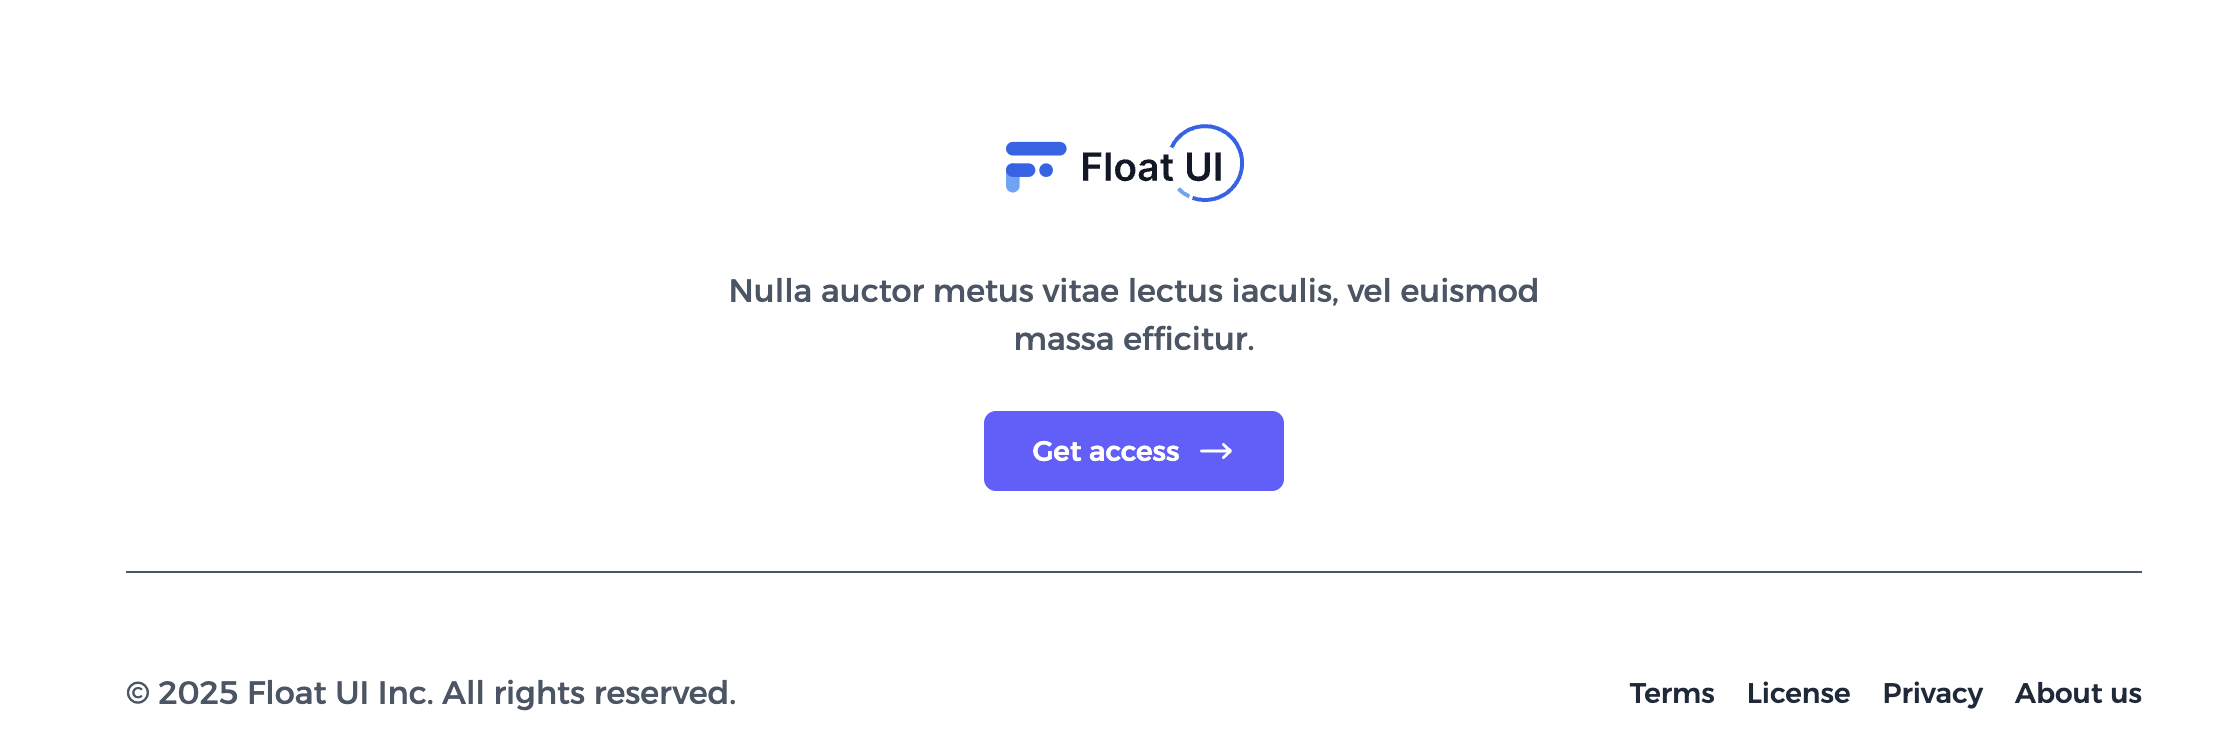 Float UI
Nulla auctor metus vitae lectus iaculis, vel euismod
massa efficitur.
Get access
© 2025 Float UI Inc. All rights reserved.
Terms License Privacy About us